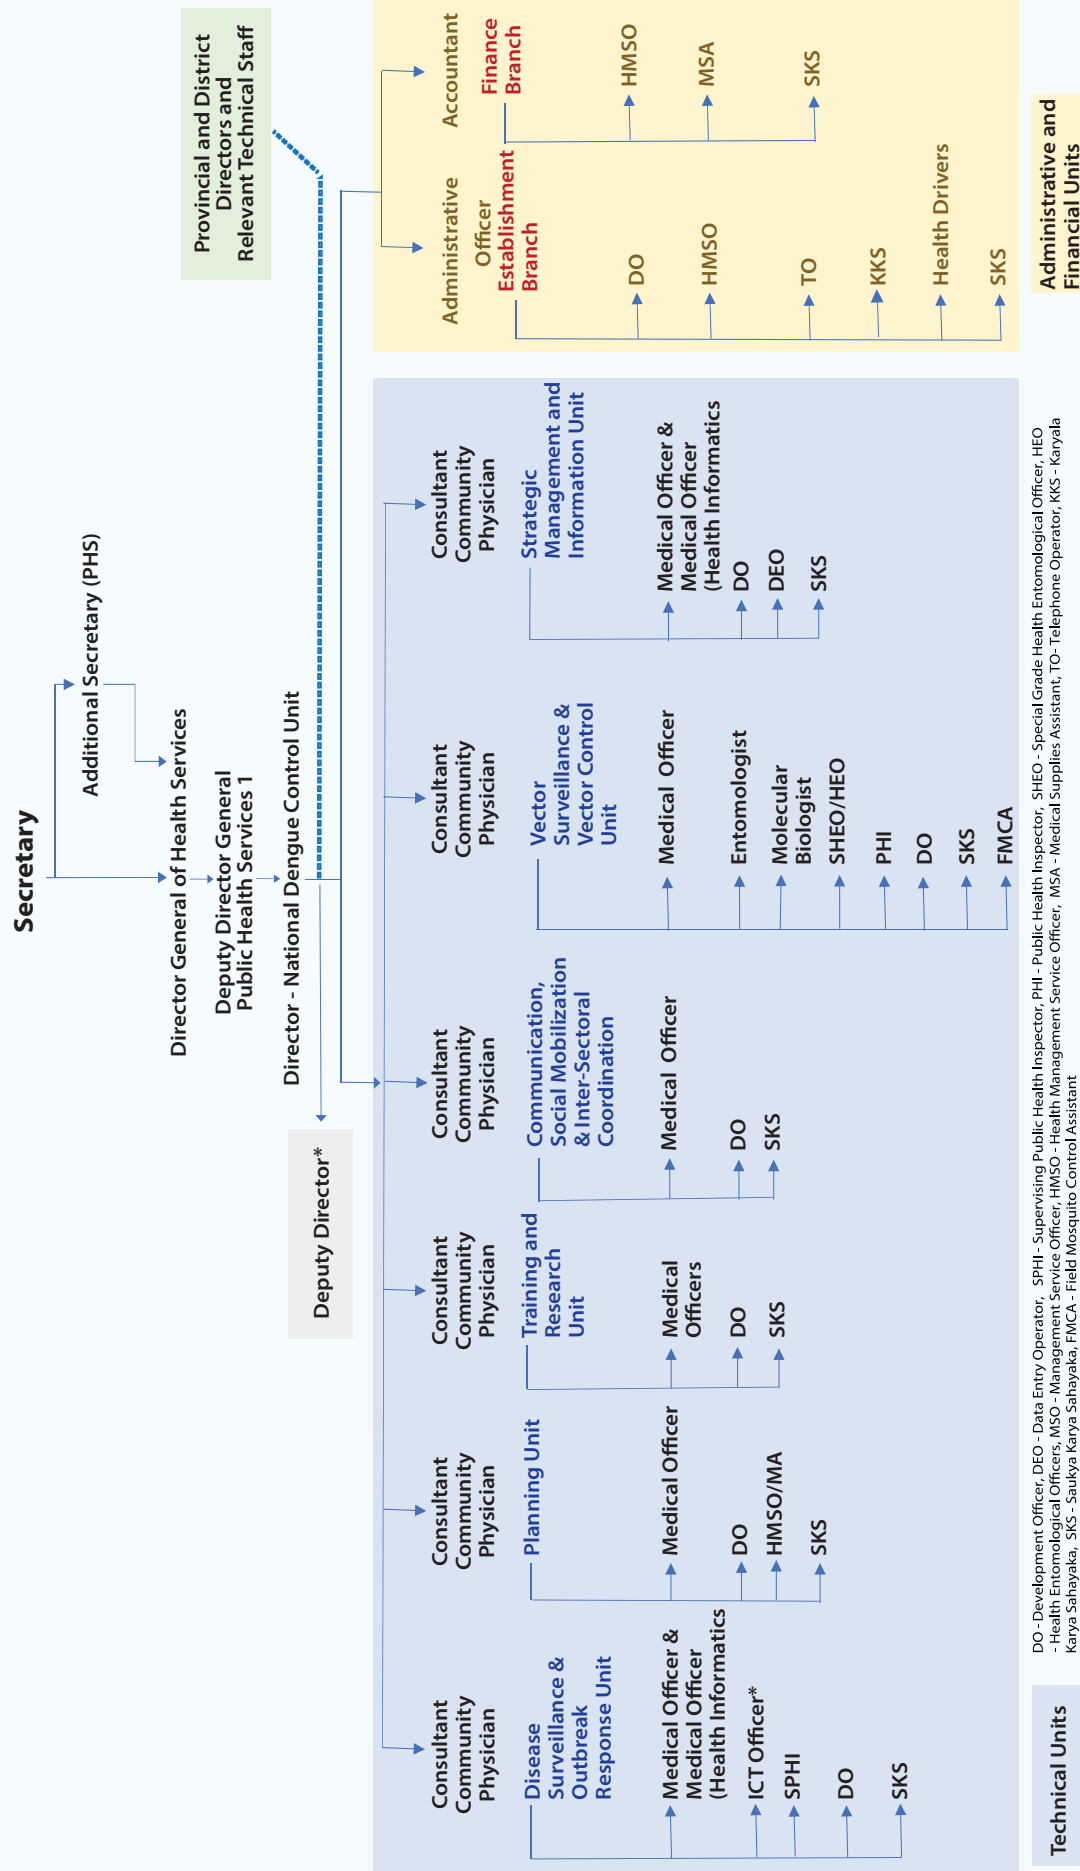 Secretary
Additional Secretary (PHS)
Director General of Health Services
Deputy Director General
Public Health Services 1
Director - National Dengue Control Unit
Provincial and District
Directors and
Relevant Technical Staff
Deputy Director*
Consultant
Community
Physician
Disease
Surveillance &
Outbreak
Response Unit
Medical Officer &
Medical Officer
(Health Informatics
ICT Officer*
SPHI
DO
SKS
Consultant
Community
Physician
Planning Unit
Medical Officer
DO
HMSO/MA
SKS
Consultant
Community
Physician
Training and
Research
Unit
Medical
Officers
DO
SKS
Consultant
Community
Physician
Communication,
Social Mobilization
& Inter-Sectoral
Coordination
Medical Officer
DO
SKS
Consultant
Community
Physician
Vector
Surveillance &
Vector Control
Unit
Medical Officer
Entomologist
Molecular
Biologist
SHEO/HEO
PHI
DO
SKS
FMCA
Consultant
Community
Physician
Strategic
Management and
Information Unit
Medical Officer &
Medical Officer
(Health Informatics
DO
DEO
SKS
Administrative
Officer
Establishment
Branch
DO
HMSO
TO
KKS
Health Drivers
SKS
Accountant
Finance
Branch
HMSO
MSA
SKS
Technical Units
DO - Development Officer, DEO - Data Entry Operator, SPHI - Supervising Public Health Inspector, PHI - Public Health Inspector, SHEO - Special Grade Health Entomological Officer, HEO
- Health Entomological Officers, MSO - Management Service Officer, HMSO - Health Management Service Officer, MSA - Medical Supplies Assistant, TO- Telephone Operator, KKS - Karyala
Karya Sahayaka, SKS - Saukya Karya Sahayaka, FMCA - Field Mosquito Control Assistant
Administrative and
Financial Units